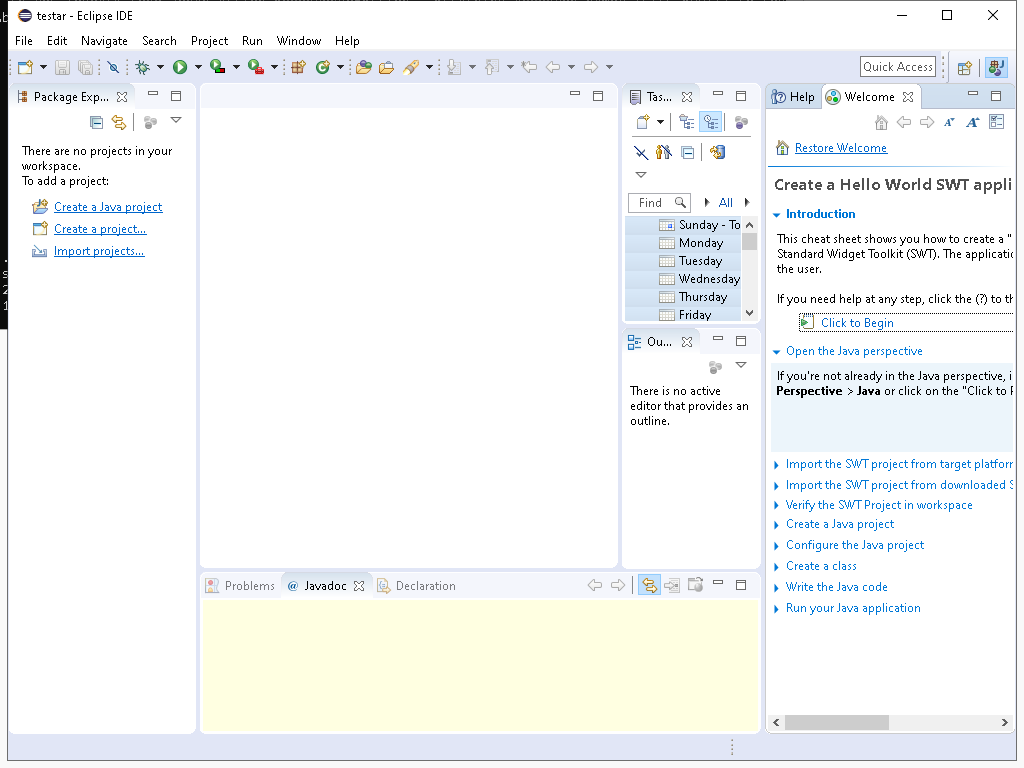 testar - Eclipse IDE
File Edit Navigate Search Project Run Window Help
Quick Access
Package Exp...
There are no projects in your
workspace.
To add a project:
Create a Java project
Create a project...
Import projects...
Tas...
Find
All
Sunday - To
Monday
Tuesday
Wednesday
Thursday
Friday
Ou...
There is no active
editor that provides an
outline.
Problems @ Javadoc Declaration
Help Welcome
Restore Welcome
Create a Hello World SWT appli
Introduction
This cheat sheet shows you how to create a "
Standard Widget Toolkit (SWT). The applicatio
the user.
If you need help at any step, click the (?) to th
Click to Begin
Open the Java perspective
If you're not already in the Java perspective, i
Perspective > Java or click on the "Click to P
Import the SWT project from target platform
Import the SWT project from downloaded S
Verify the SWT Project in workspace
Create a Java project
Configure the Java project
Create a class
Write the Java code
Run your Java application